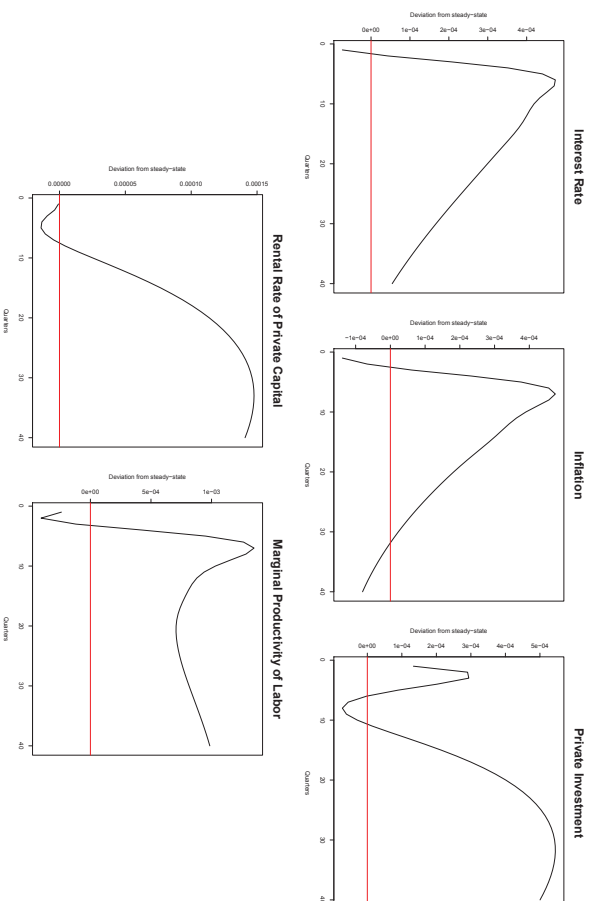 Interest Rate
Deviation from steady−state
0e+00 1e−04 2e−04 3e−04 4e−04
0 10 20 30 40
Quarters
Inflation
Deviation from steady−state
−1e−04 0e+00 1e−04 2e−04 3e−04 4e−04
0 10 20 30 40
Quarters
Private Investment
Deviation from steady−state
0e+00 1e−04 2e−04 3e−04 4e−04 5e−04
0 10 20 30 40
Quarters
Rental Rate of Private Capital
Deviation from steady−state
0.00000 0.00005 0.00010 0.00015
0 10 20 30 40
Quarters
Marginal Productivity of Labor
Deviation from steady−state
0e+00 5e−04 1e−03
0 10 20 30 40
Quarters